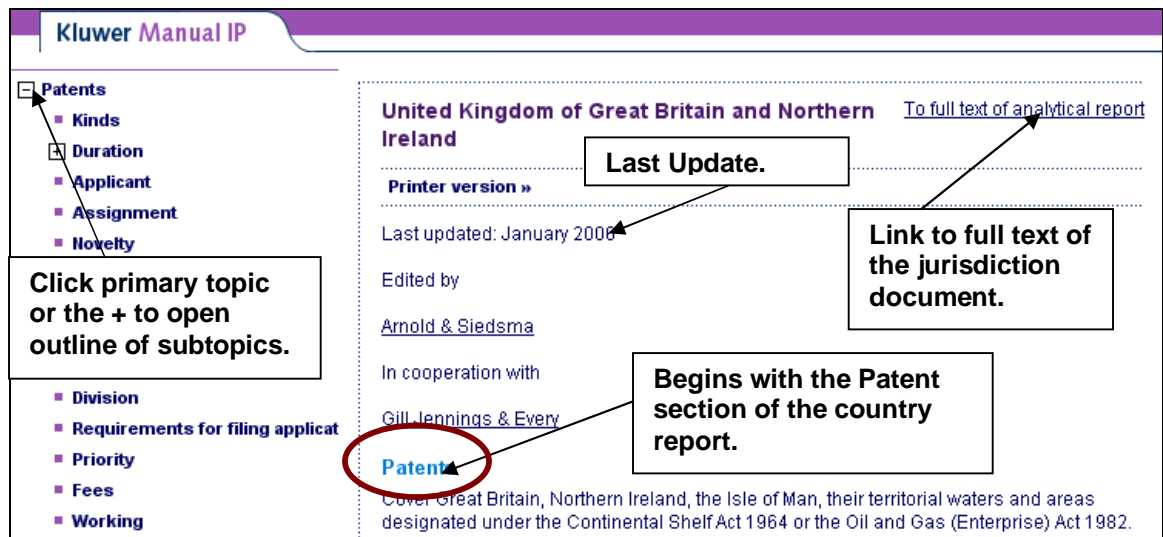 Kluwer Manual IP
Patents
Kinds
Duration
Applicant
Assignment
Novelty
Click primary topic
or the + to open
outline of subtopics.
Division
Requirements for filing applicat
Priority
Fees
Working
United Kingdom of Great Britain and Northern
Ireland
To full text of analytical report
Last Update.
Printer version »
Last updated: January 2006
Link to full text of
the jurisdiction
document.
Edited by
Arnold & Siedsma
In cooperation with
Gill Jennings & Every
Begins with the Patent
section of the country
report.
Patents
Cover Great Britain, Northern Ireland, the Isle of Man, their territorial waters and areas
designated under the Continental Shelf Act 1964 or the Oil and Gas (Enterprise) Act 1982.